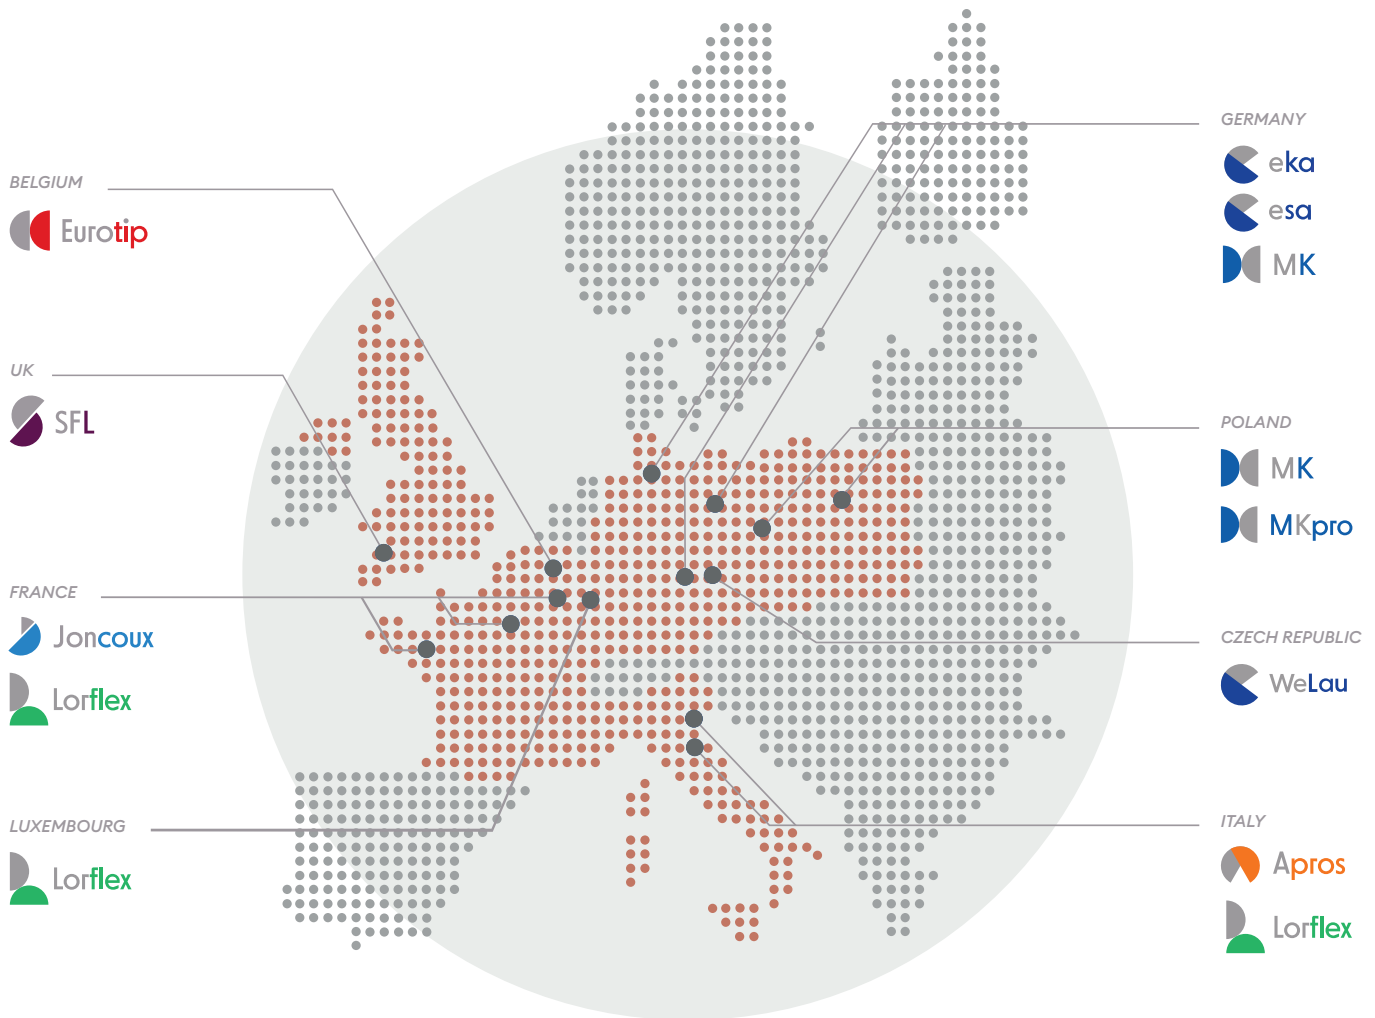 BELGIUM
Eurotip
UK
SFL
FRANCE
Joncoux
Lorflex
LUXEMBOURG
Lorflex
GERMANY
eka
esa
MK
POLAND
MK
MKpro
CZECH REPUBLIC
WeLau
ITALY
Apros
Lorflex